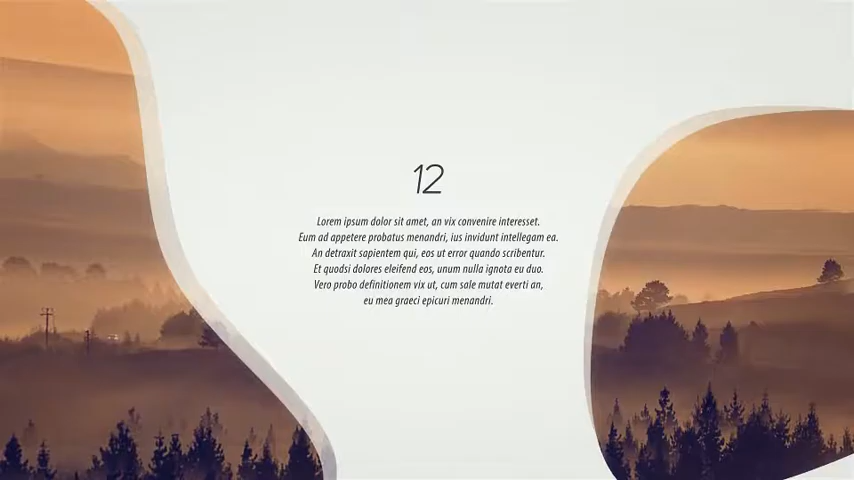 12
Lorem ipsum dolor sit amet, an vix convenire interesset.
Eum ad appetere probatus menandri, ius invidunt intellegam ea.
An detraxit sapientem qui, eos ut error quando scribentur.
Et quodsi dolores eleifend eos, unum nulla ignota eu duo.
Vero probo definitionem vix ut, cum sale mutat everti an,
eu mea graeci epicuri menandri.